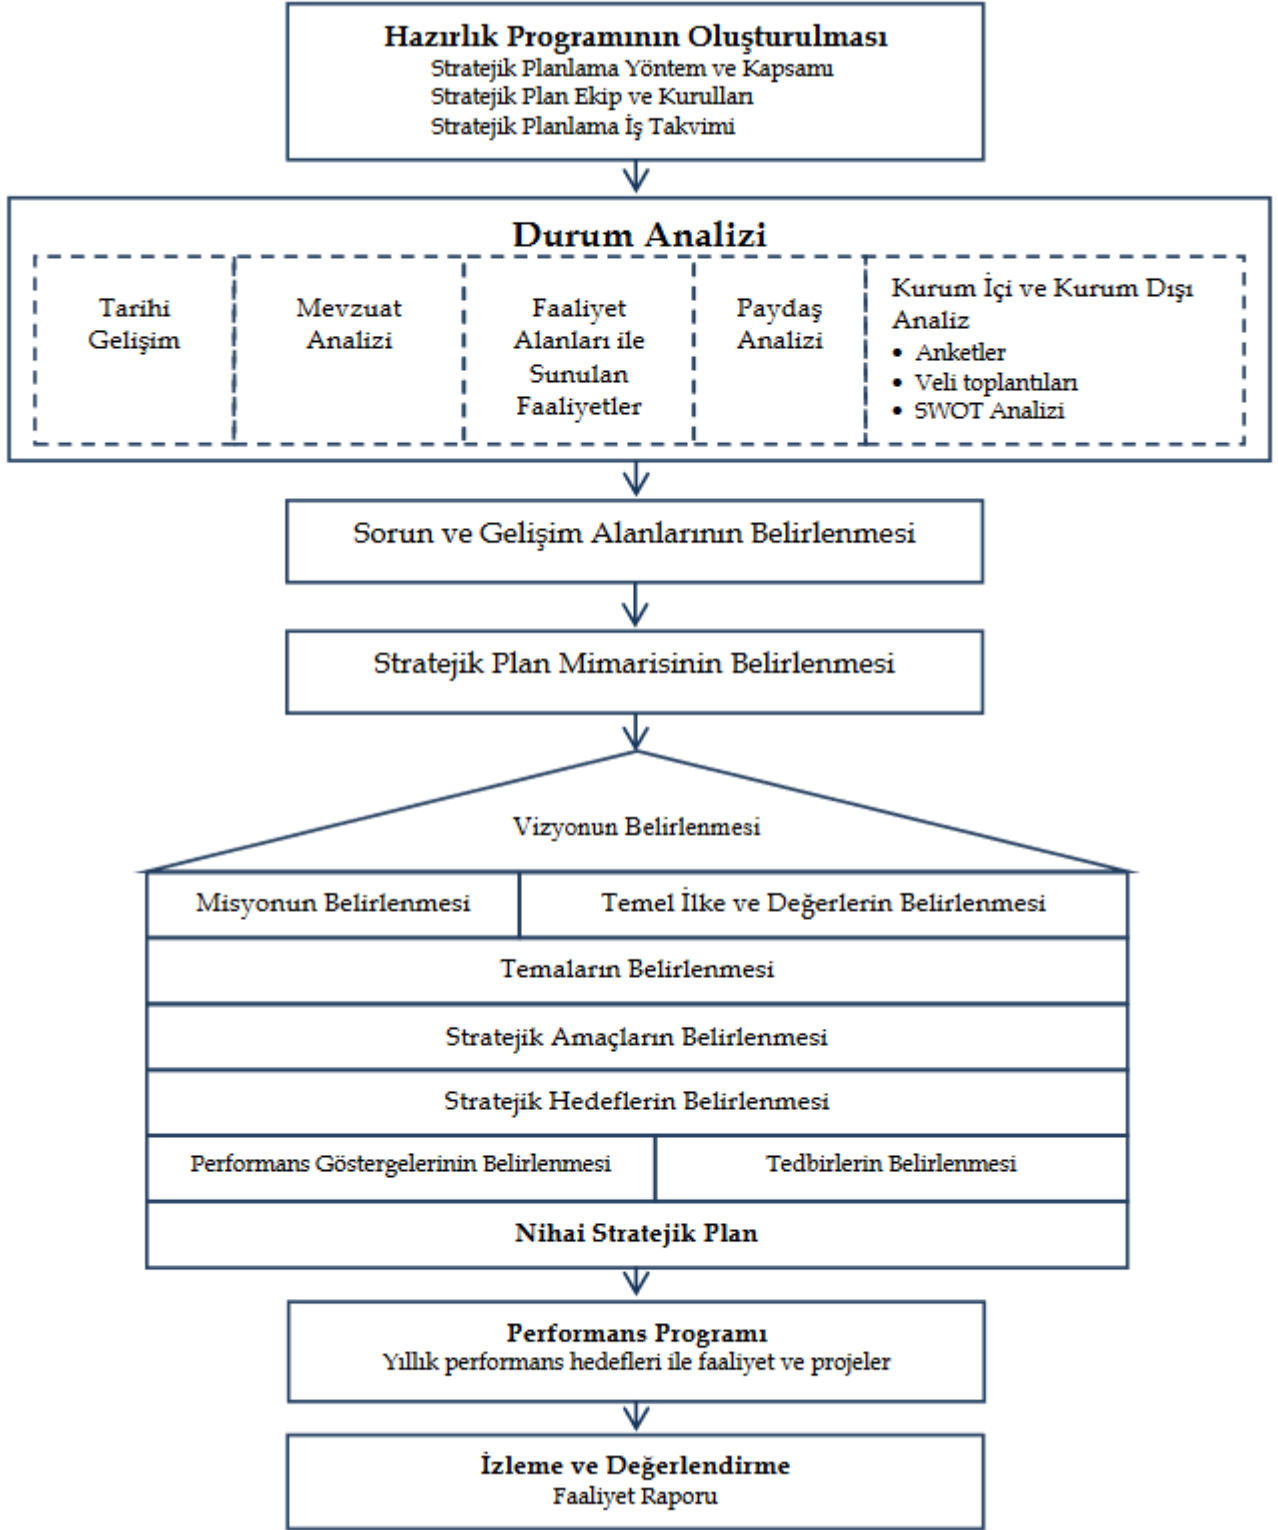 Hazırlık Programının Oluşturulması
Stratejik Planlama Yöntem ve Kapsamı
Stratejik Plan Ekip ve Kurulları
Stratejik Planlama İş Takvimi
Durum Analizi
Tarihi
Gelişim
Mevzuat
Analizi
Faaliyet
Alanları ile
Sunulan
Faaliyetler
Paydaş
Analizi
Kurum İçi ve Kurum Dışı
Analiz
• Anketler
• Veli toplantıları
• SWOT Analizi
Sorun ve Gelişim Alanlarının Belirlenmesi
Stratejik Plan Mimarisinin Belirlenmesi
Vizyonun Belirlenmesi
Misyonun Belirlenmesi
Temel İlke ve Değerlerin Belirlenmesi
Temaların Belirlenmesi
Stratejik Amaçların Belirlenmesi
Stratejik Hedeflerin Belirlenmesi
Performans Göstergelerinin Belirlenmesi
Tedbirlerin Belirlenmesi
Nihai Stratejik Plan
Performans Programı
Yıllık performans hedefleri ile faaliyet ve projeler
İzleme ve Değerlendirme
Faaliyet Raporu